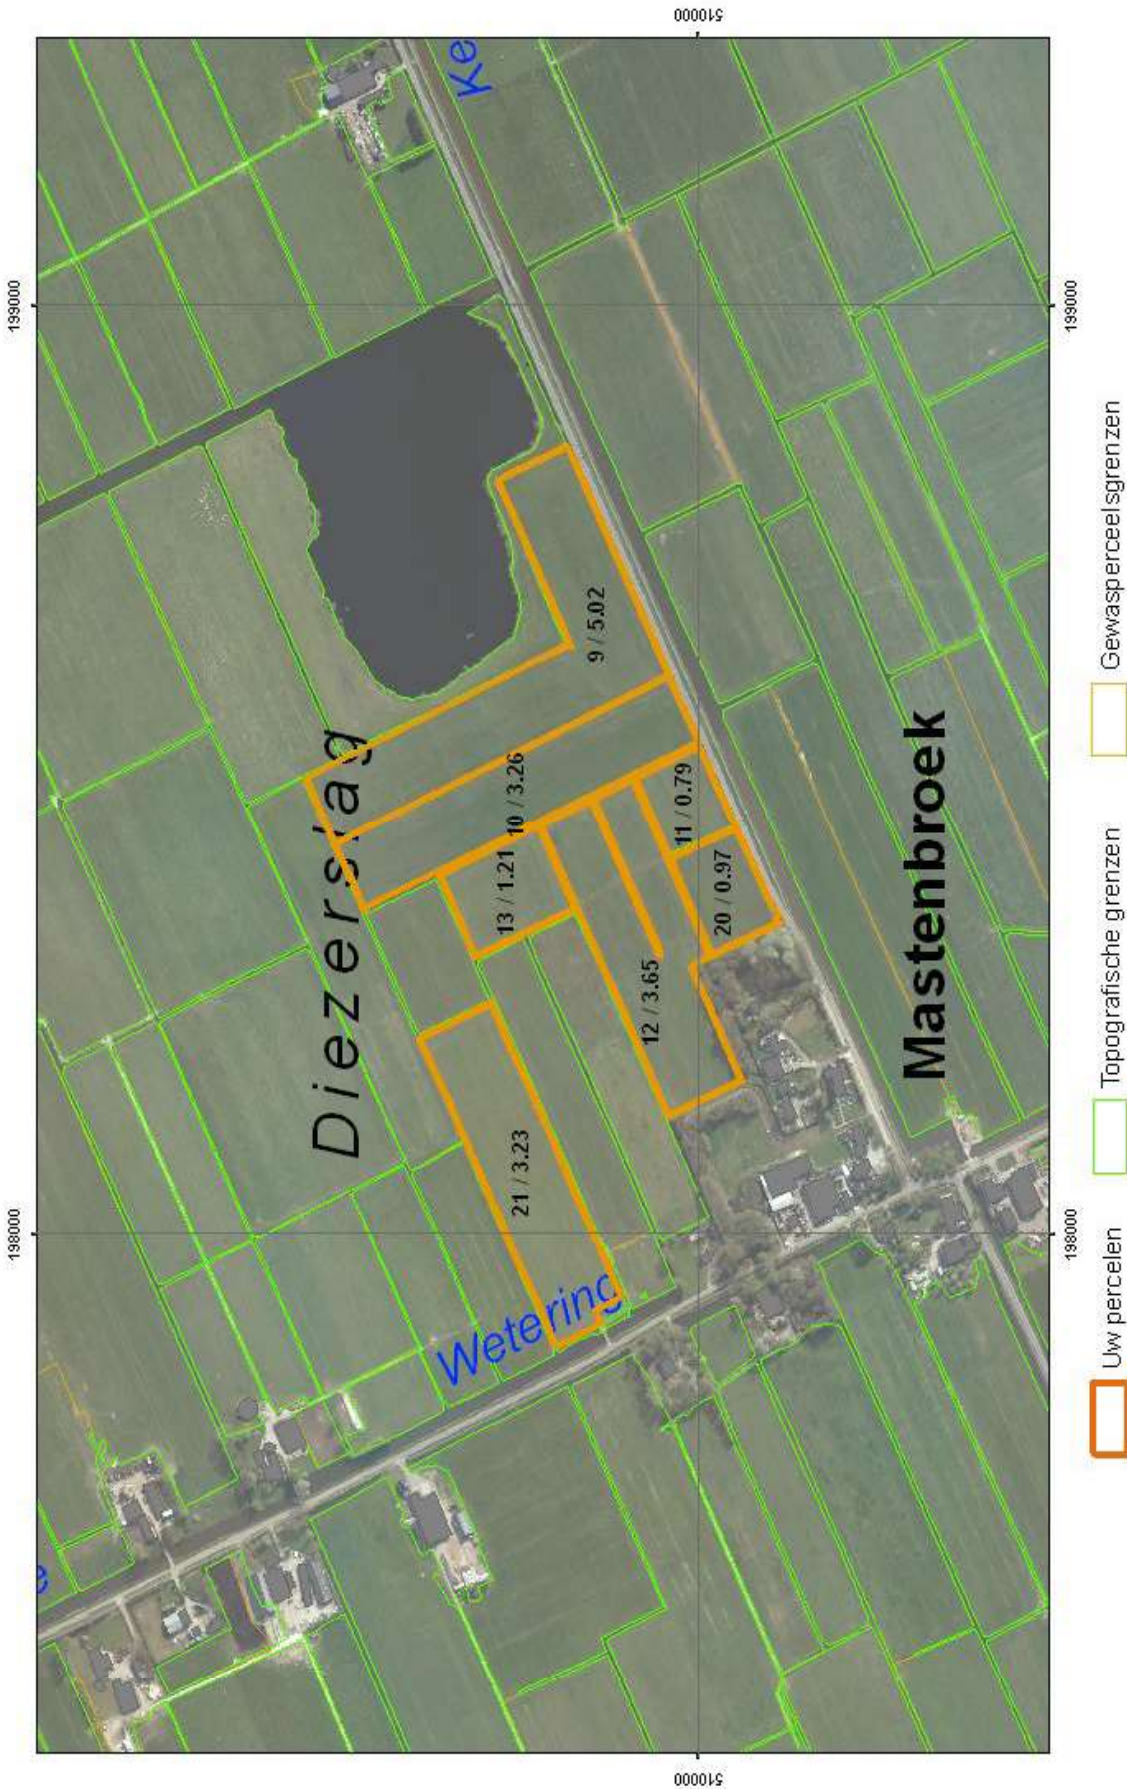 510000
199000
199000
198000
198000
510000
Ke
Diezerslag
9 / 5.02
10 / 3.26
11 / 0.79
13 / 1.21
20 / 0.97
12 / 3.65
21 / 3.23
Wetering
Mastenbroek
e
Uw percelen
Topografische grenzen
Gewasperceelsgrenzen